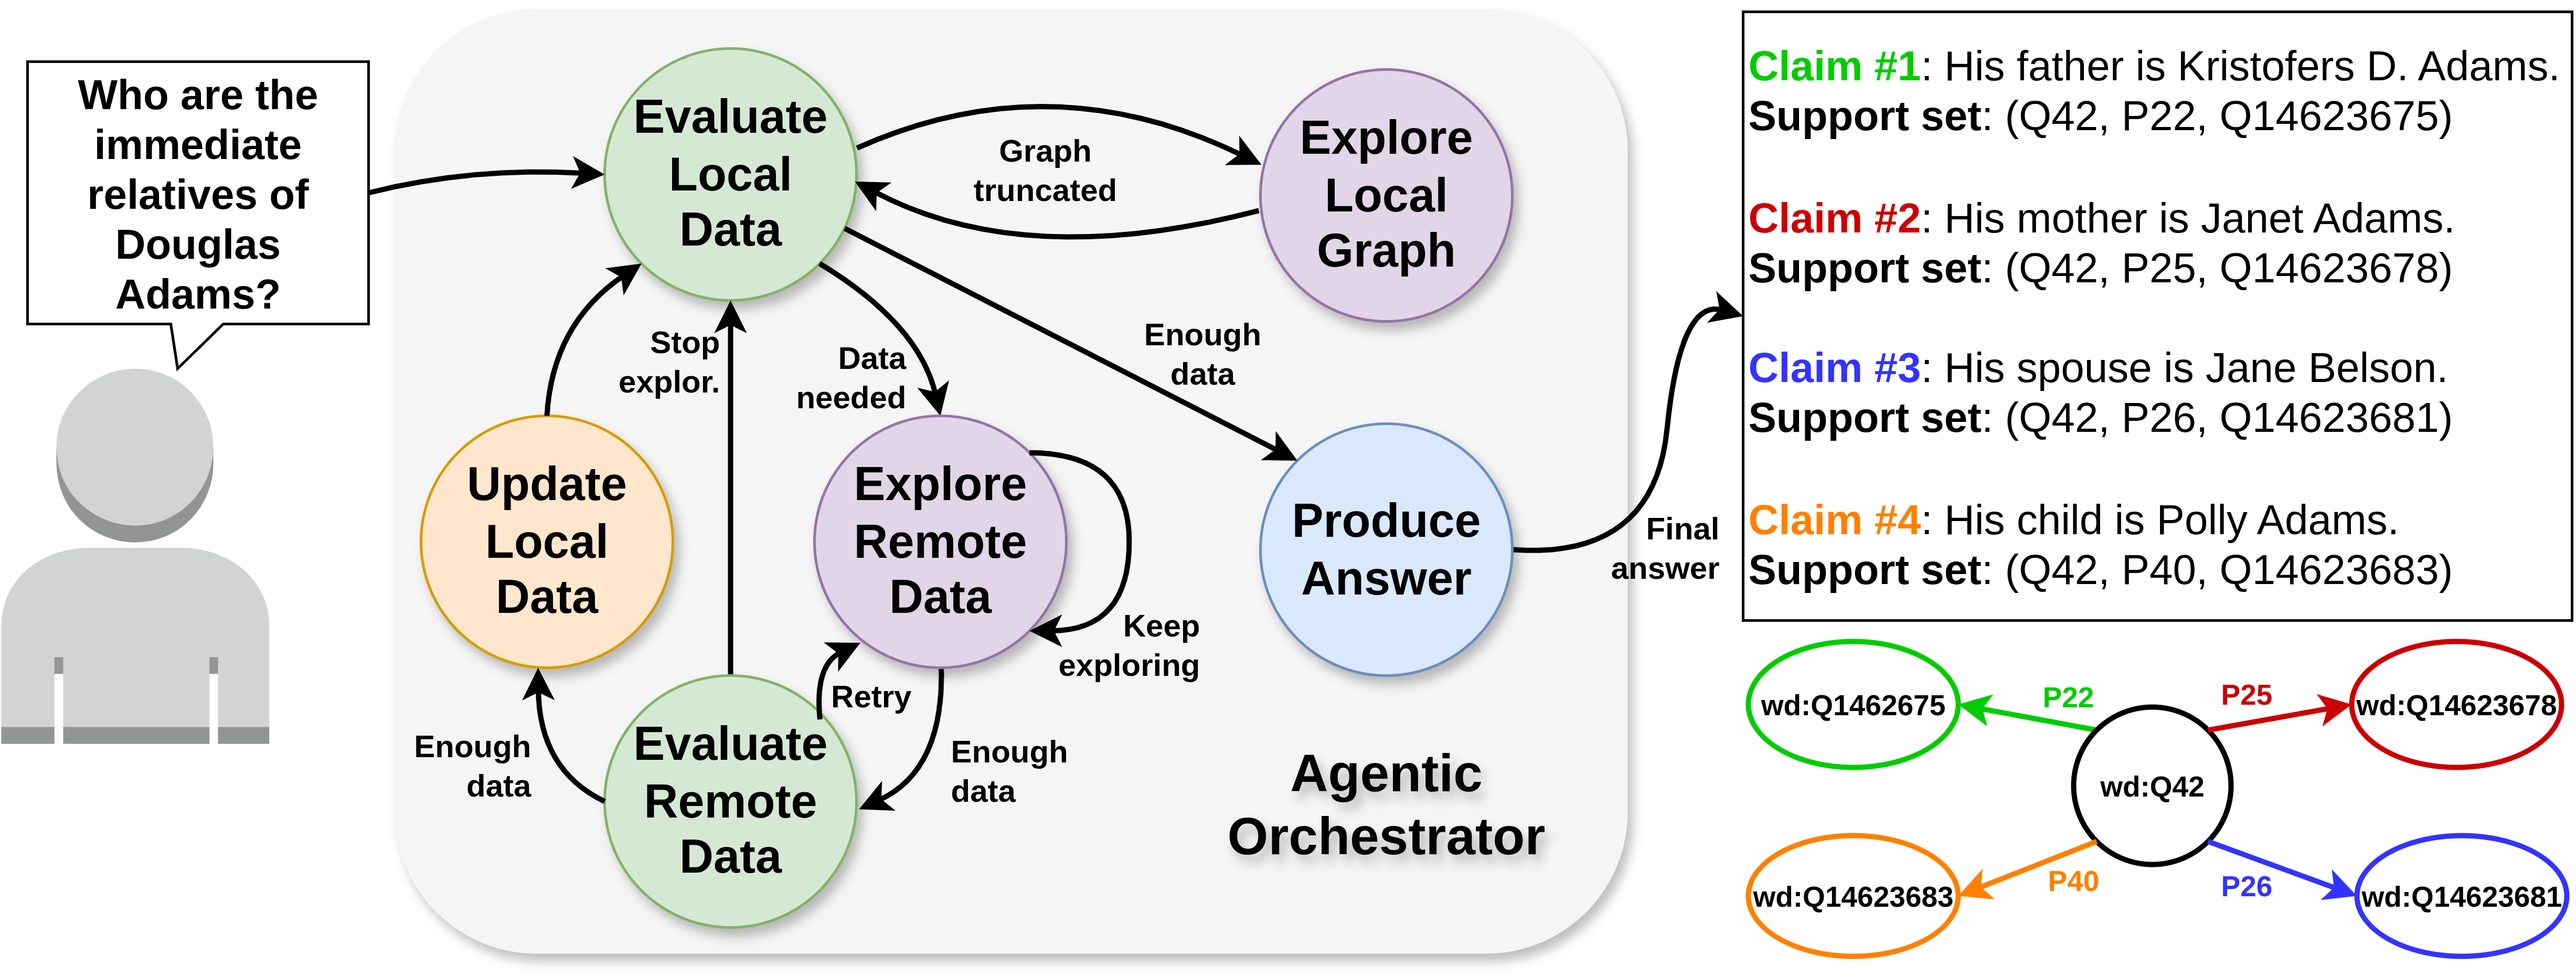 Who are the
immediate
relatives of
Douglas
Adams?
Evaluate
Local
Data
Graph
truncated
Explore
Local
Graph
Stop
explor.
Data
needed
Enough
data
Update
Local
Data
Explore
Remote
Data
Keep
exploring
Produce
Answer
Final
answer
Retry
Enough
data
Evaluate
Remote
Data
Enough
data
Agentic
Orchestrator
Claim #1: His father is Kristofers D. Adams.
Support set: (Q42, P22, Q14623675)
Claim #2: His mother is Janet Adams.
Support set: (Q42, P25, Q14623678)
Claim #3: His spouse is Jane Belson.
Support set: (Q42, P26, Q14623681)
Claim #4: His child is Polly Adams.
Support set: (Q42, P40, Q14623683)
wd:Q1462675
P22
P25
wd:Q14623678
wd:Q42
wd:Q14623683
P40
P26
wd:Q14623681